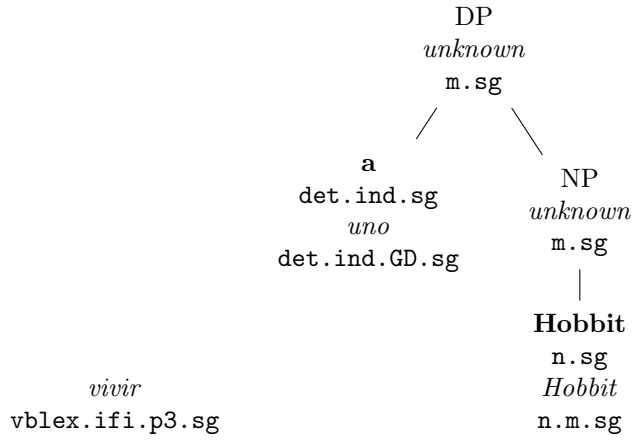 DP
unknown
m.sg
a
det.ind.sg
uno
det.ind.GD.sg
NP
unknown
m.sg
Hobbit
n.sg
Hobbit
n.m.sg
vivir
vblex.ifi.p3.sg